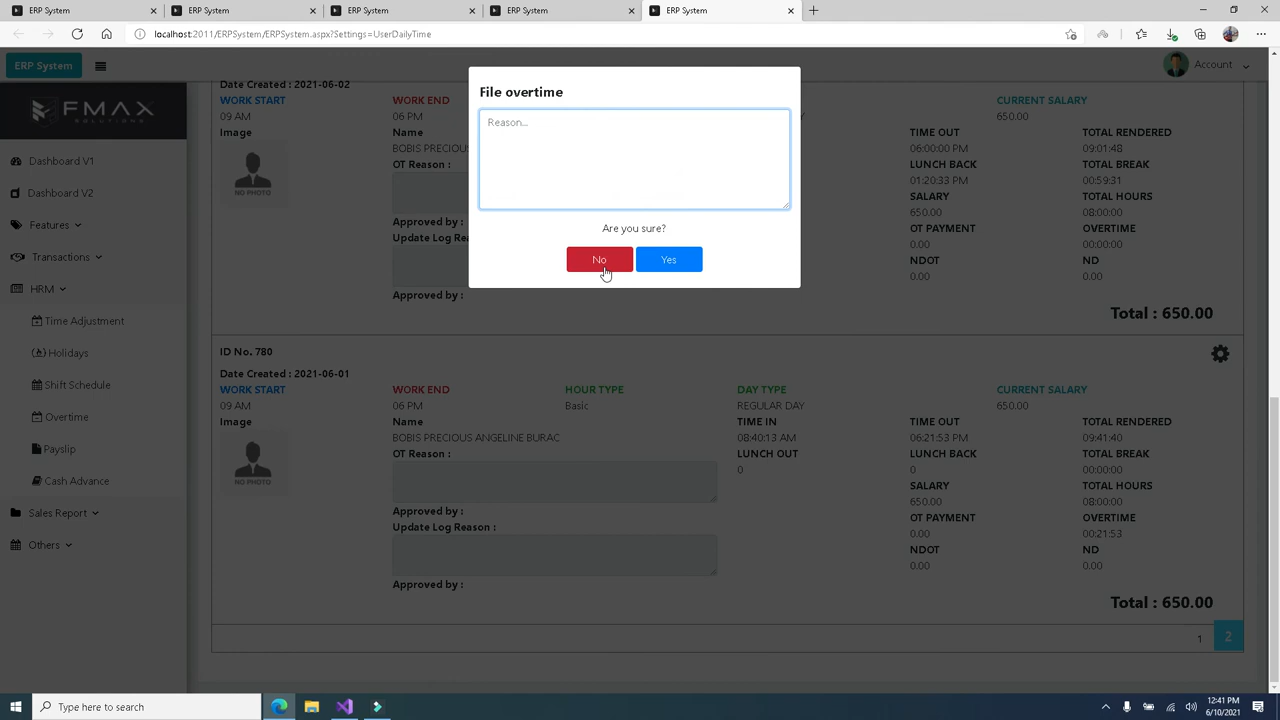 ERP System ERP System ERP System ERP System ERP System
localhost:2011/ERPSystem/ERPSystem.aspx?Settings=UserDailyTime
ERP System Account
FMAX
SOLUTIONS
Dashboard V1
Dashboard V2
Features
Transactions
HRM
Time Adjustment
Holidays
Shift Schedule
Overtime
Payslip
Cash Advance
Sales Report
Others
File overtime
Reason...
Are you sure?
No Yes
Date Created : 2021-06-02
WORK START WORK END CURRENT SALARY
09 AM 06 PM 650.00
Image Name TIME OUT TOTAL RENDERED
BOBIS PRECIOUS 06:00:00 PM 09:01:48
NO PHOTO
OT Reason : LUNCH BACK TOTAL BREAK
01:20:33 PM 00:59:31
SALARY TOTAL HOURS
650.00 08:00:00
Approved by : OT PAYMENT OVERTIME
Update Log Rea 0.00 00:00:00
NDOT ND
0.00 0.00
Approved by :
Total : 650.00
ID No. 780
Date Created : 2021-06-01
WORK START WORK END HOUR TYPE DAY TYPE CURRENT SALARY
09 AM 06 PM Basic REGULAR DAY 650.00
Image Name TIME IN TIME OUT TOTAL RENDERED
BOBIS PRECIOUS ANGELINE BURAC 08:40:13 AM 06:21:53 PM 09:41:40
NO PHOTO
OT Reason : LUNCH OUT LUNCH BACK TOTAL BREAK
0 0 00:00:00
SALARY TOTAL HOURS
650.00 08:00:00
Approved by : OT PAYMENT OVERTIME
Update Log Reason : 0.00 00:21:53
NDOT ND
0.00 0.00
Approved by :
Total : 650.00
1 2
Type here to search
12:41 PM
6/10/2021